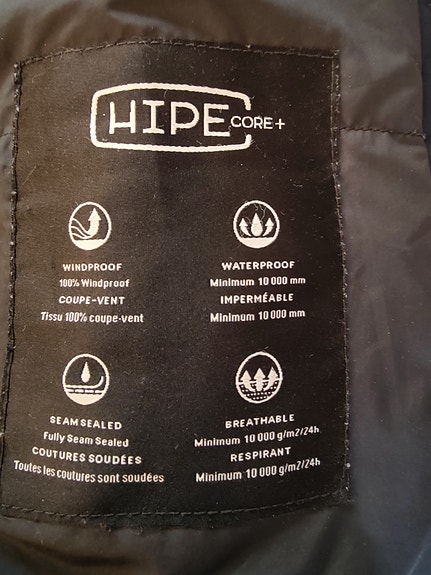 HIPE CORE+
WINDPROOF
100% Windproof
COUPE-VENT
Tissu 100% coupe-vent
WATERPROOF
Minimum 10 000 mm
IMPERMÉABLE
Minimum 10 000 mm
SEAMSEALED
Fully Seam Sealed
COUTURES SOUDÉES
Toutes les coutures sont soudées
BREATHABLE
Minimum 10 000 g/m2/24h
RESPIRANT
Minimum 10 000 g/m2/24h